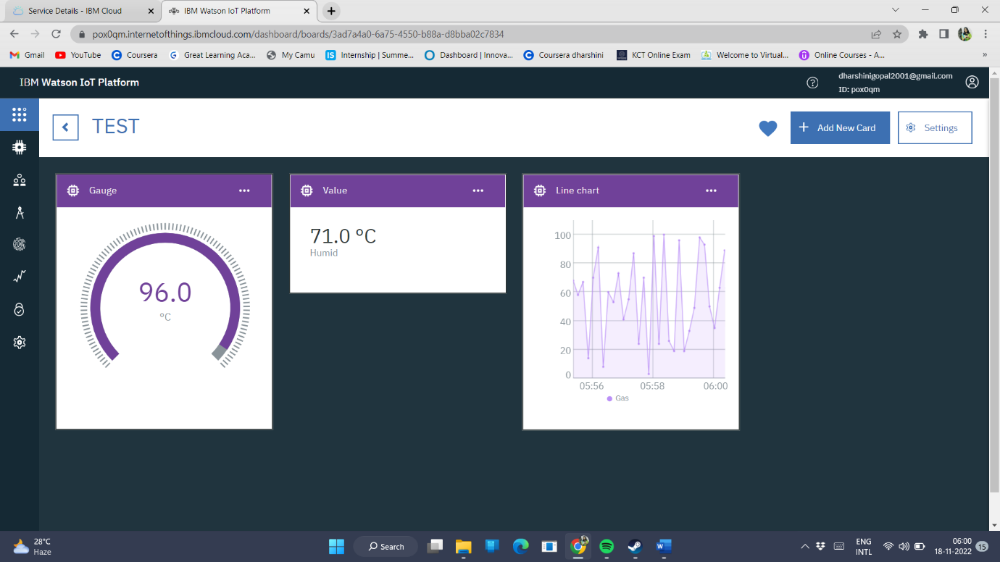 Service Details - IBM Cloud
IBM Watson IoT Platform
pox0qm.internetofthings.ibmcloud.com/dashboard/boards/3ad7a4a0-6a75-4550-b88a-d8bba02c7834
Gmail
YouTube
Coursera
Great Learning Aca...
My Camu
IS
Internship | Summe...
Dashboard | Innova...
Coursera dharshini
KCT Online Exam
Welcome to Virtual...
Online Courses - A...
»
IBM Watson IoT Platform
dharshinigopal2001@gmail.com
ID: pox0qm
TEST
+ Add New Card
Settings
Gauge
96.0
°C
Value
71.0 °C
Humid
Line chart
100
80
60
40
20
0
05:56
05:58
06:00
Gas
28°C
Haze
Search
ENG
INTL
06:00
18-11-2022
15